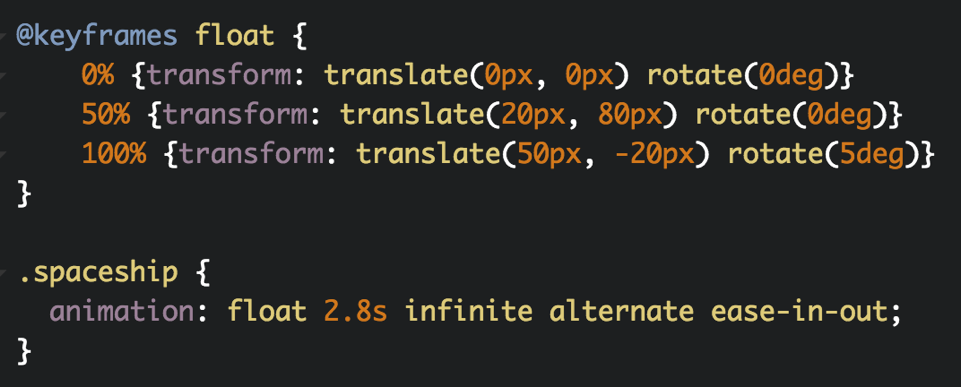 @keyframes float {
0% {transform: translate(0px, 0px) rotate(0deg)}
50% {transform: translate(20px, 80px) rotate(0deg)}
100% {transform: translate(50px, -20px) rotate(5deg)}
}
.spaceship {
animation: float 2.8s infinite alternate ease-in-out;
}